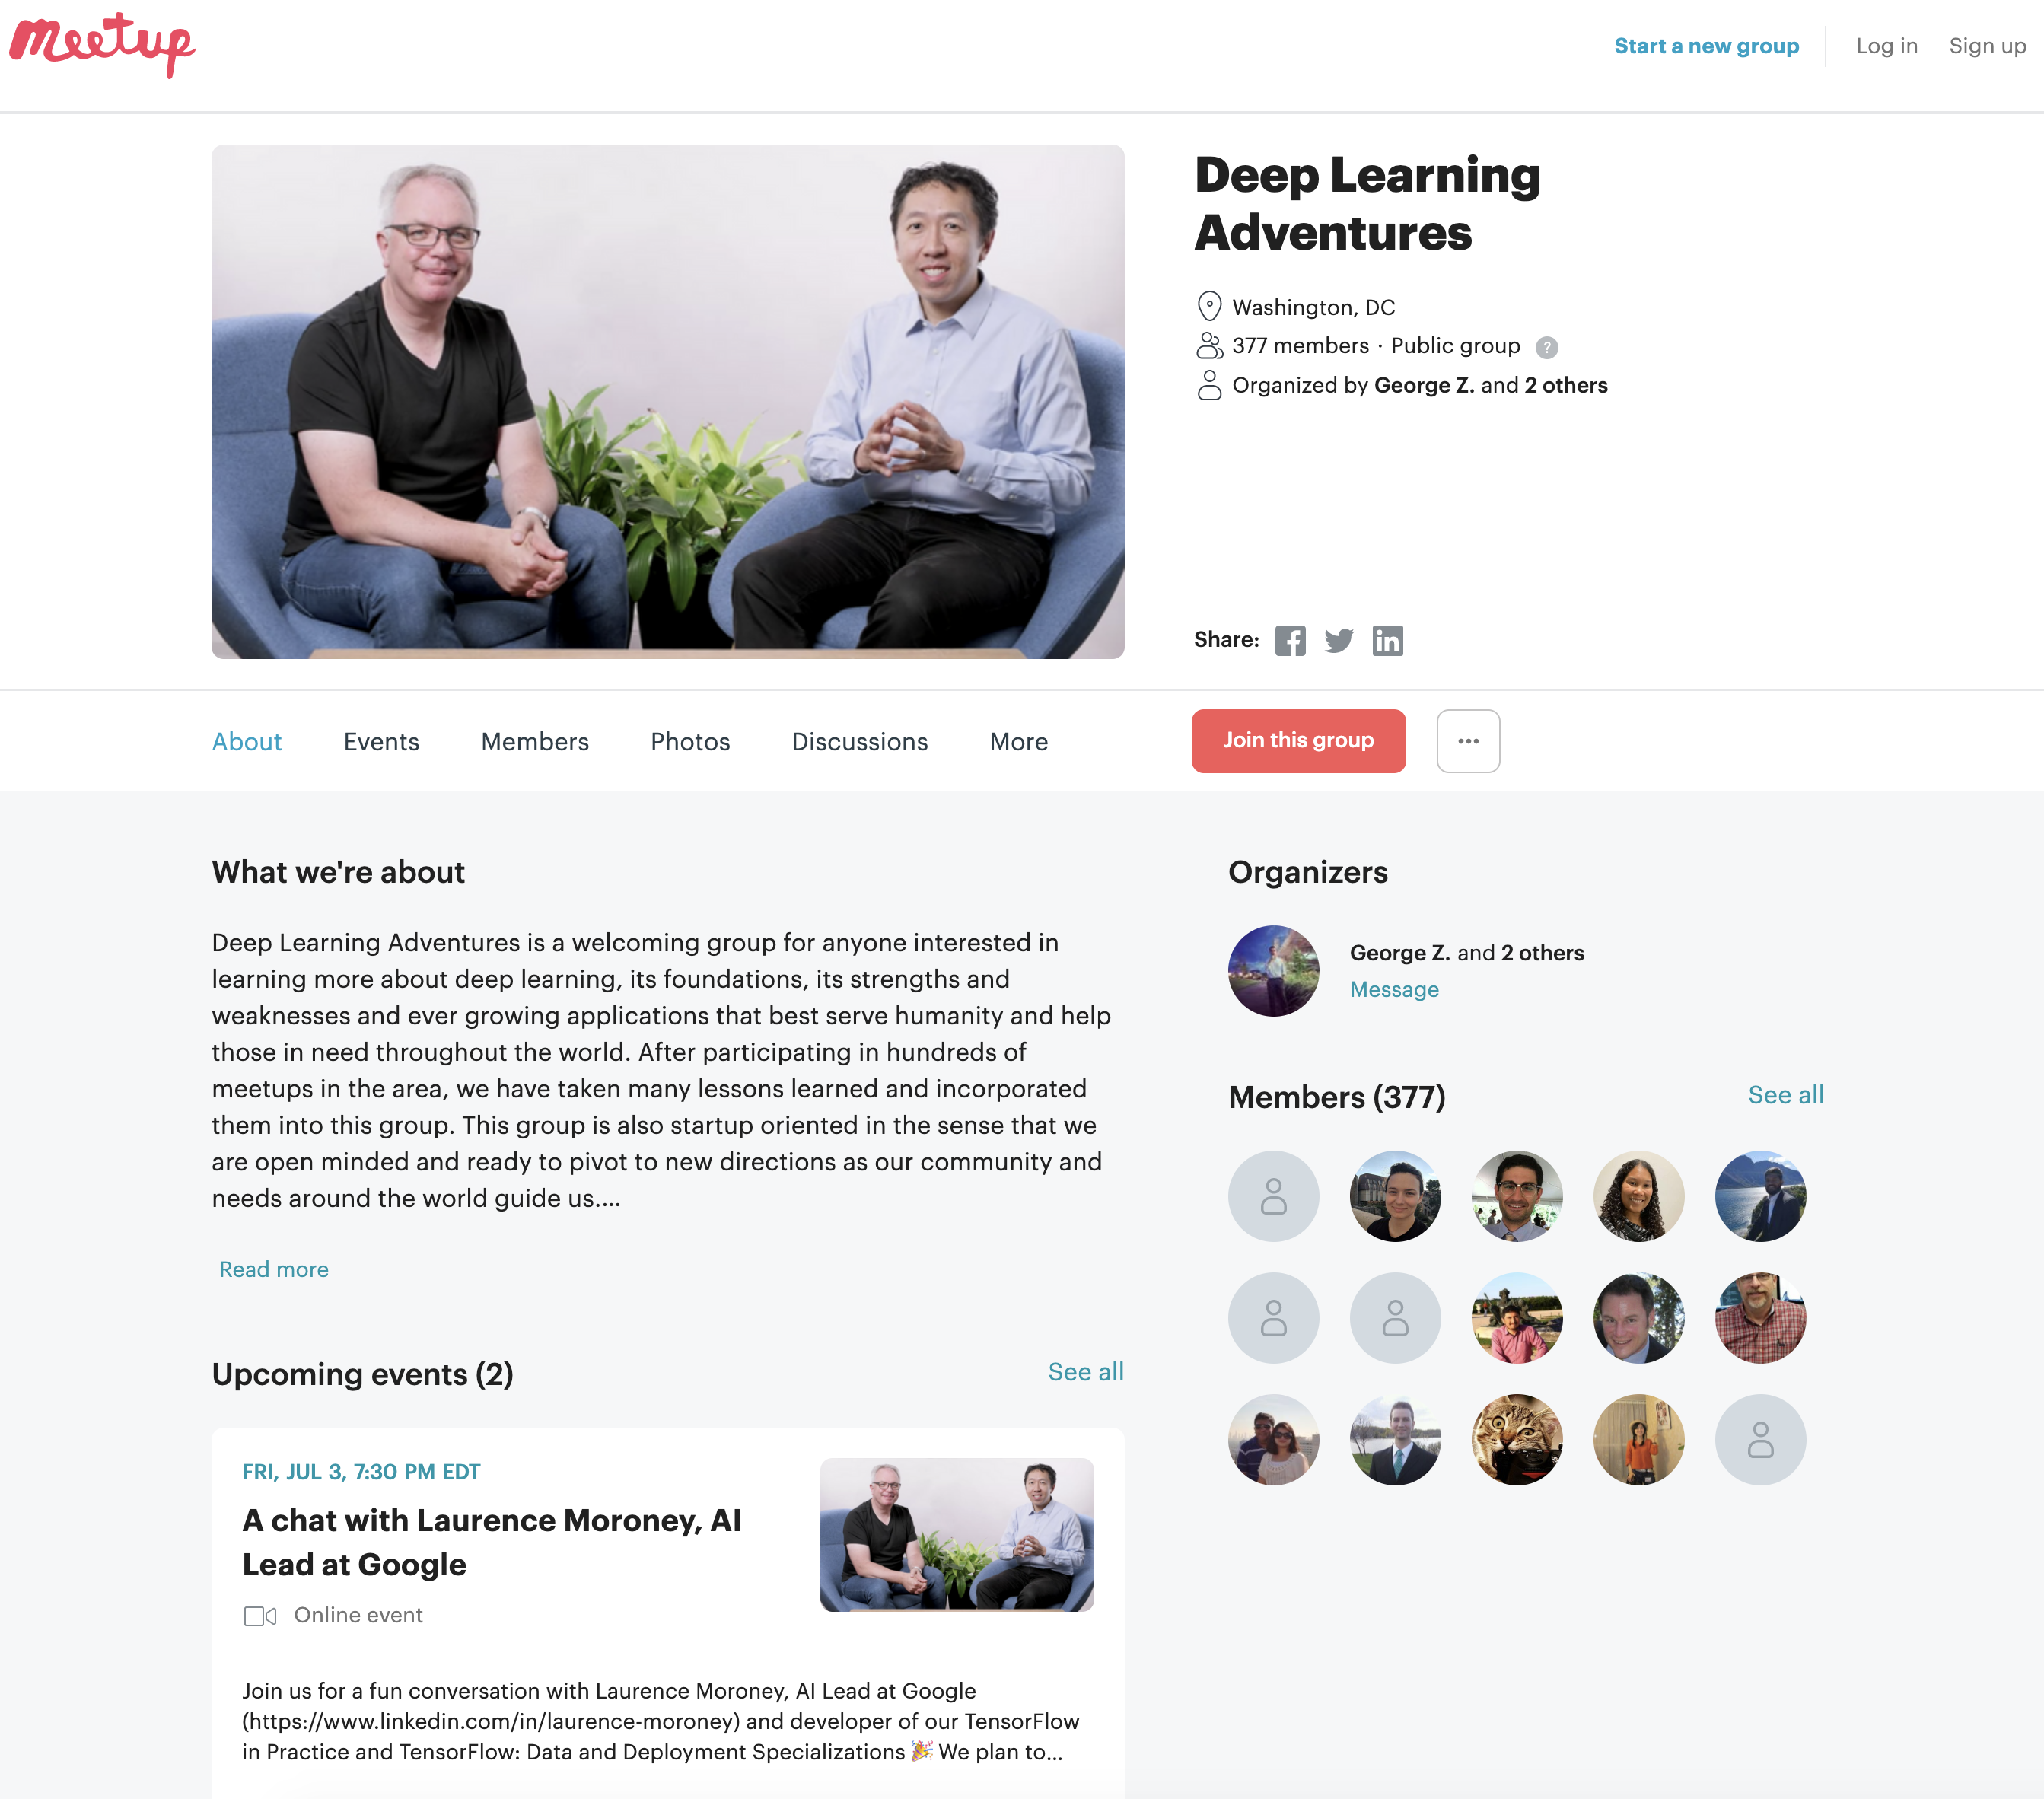 Meetup
Start a new group
Log in
Sign up
Deep Learning
Adventures
Washington, DC
377 members · Public group ?
Organized by George Z. and 2 others
Share:
About
Events
Members
Photos
Discussions
More
Join this group
What we're about
Deep Learning Adventures is a welcoming group for anyone interested in
learning more about deep learning, its foundations, its strengths and
weaknesses and ever growing applications that best serve humanity and help
those in need throughout the world. After participating in hundreds of
meetups in the area, we have taken many lessons learned and incorporated
them into this group. This group is also startup oriented in the sense that we
are open minded and ready to pivot to new directions as our community and
needs around the world guide us....
Read more
Organizers
George Z. and 2 others
Message
Members (377)
See all
Upcoming events (2)
See all
FRI, JUL 3, 7:30 PM EDT
A chat with Laurence Moroney, AI
Lead at Google
Online event
Join us for a fun conversation with Laurence Moroney, AI Lead at Google
(https://www.linkedin.com/in/laurence-moroney) and developer of our TensorFlow
in Practice and TensorFlow: Data and Deployment Specializations 🎉 We plan to...